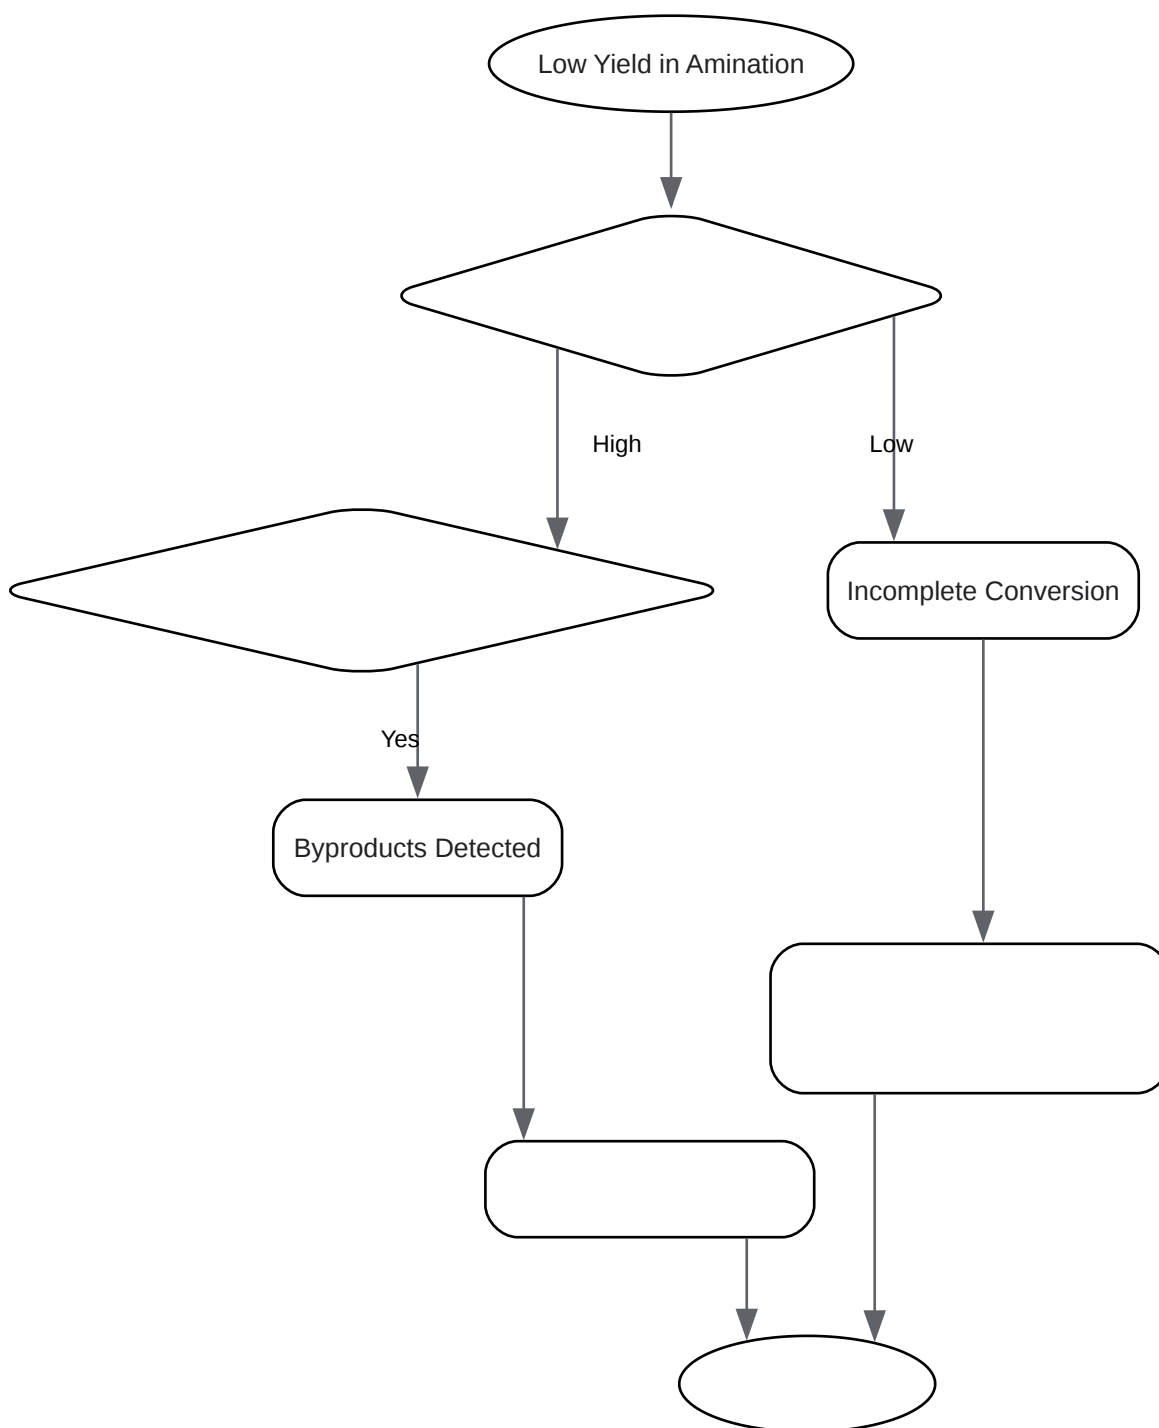 Low Yield in Amination
High
Low
Incomplete Conversion
Yes
Byproducts Detected